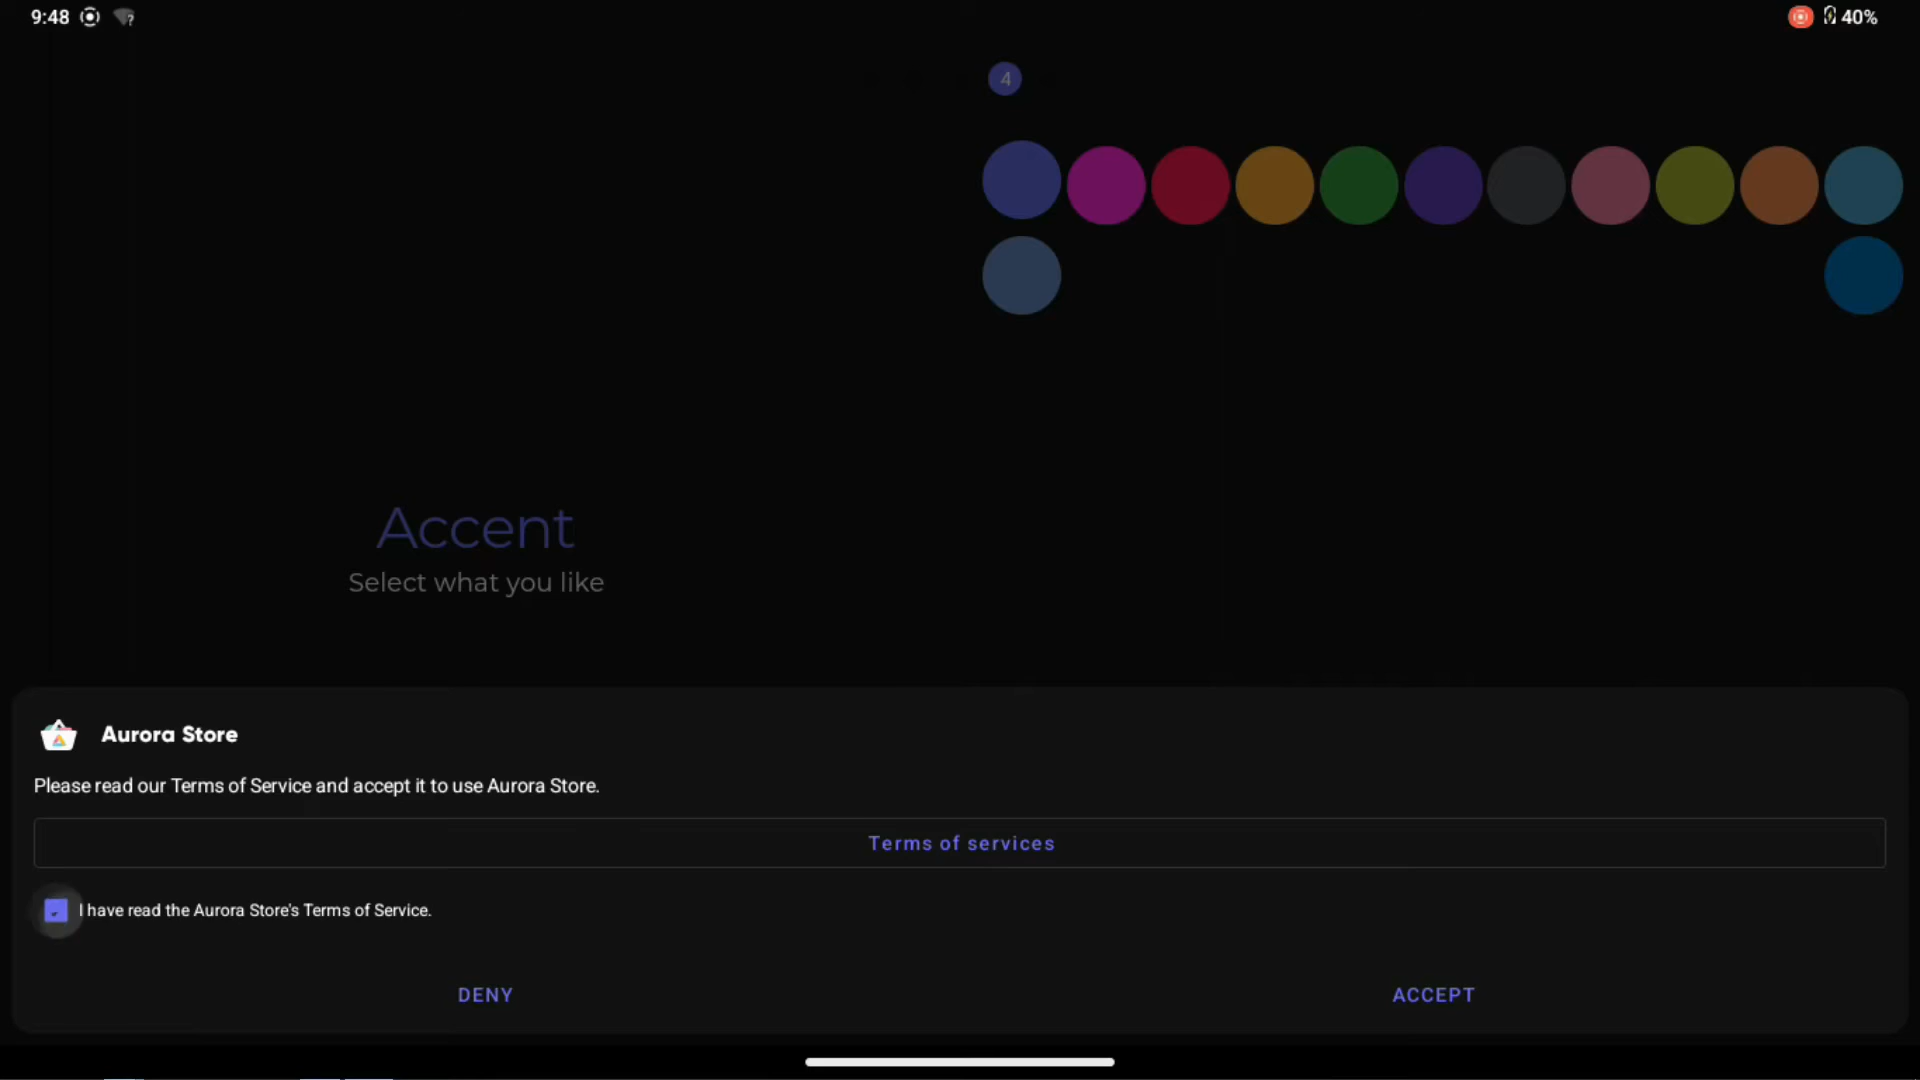 9:48
40%
4
Accent
Select what you like
Aurora Store
Please read our Terms of Service and accept it to use Aurora Store.
Terms of services
I have read the Aurora Store's Terms of Service.
DENY
ACCEPT